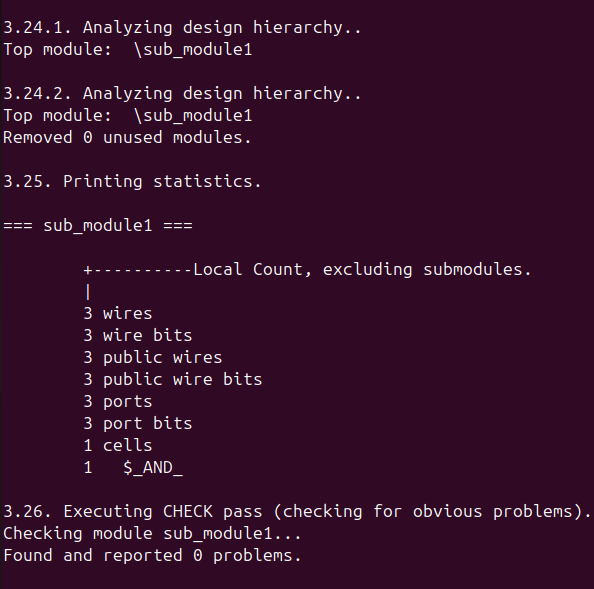 3.24.1. Analyzing design hierarchy..
Top module:  \sub_module1
3.24.2. Analyzing design hierarchy..
Top module:  \sub_module1
Removed 0 unused modules.
3.25. Printing statistics.
=== sub_module1 ===
        +----------Local Count, excluding submodules.
        |
        3 wires
        3 wire bits
        3 public wires
        3 public wire bits
        3 ports
        3 port bits
        1 cells
        1   $_AND_
3.26. Executing CHECK pass (checking for obvious problems).
Checking module sub_module1...
Found and reported 0 problems.